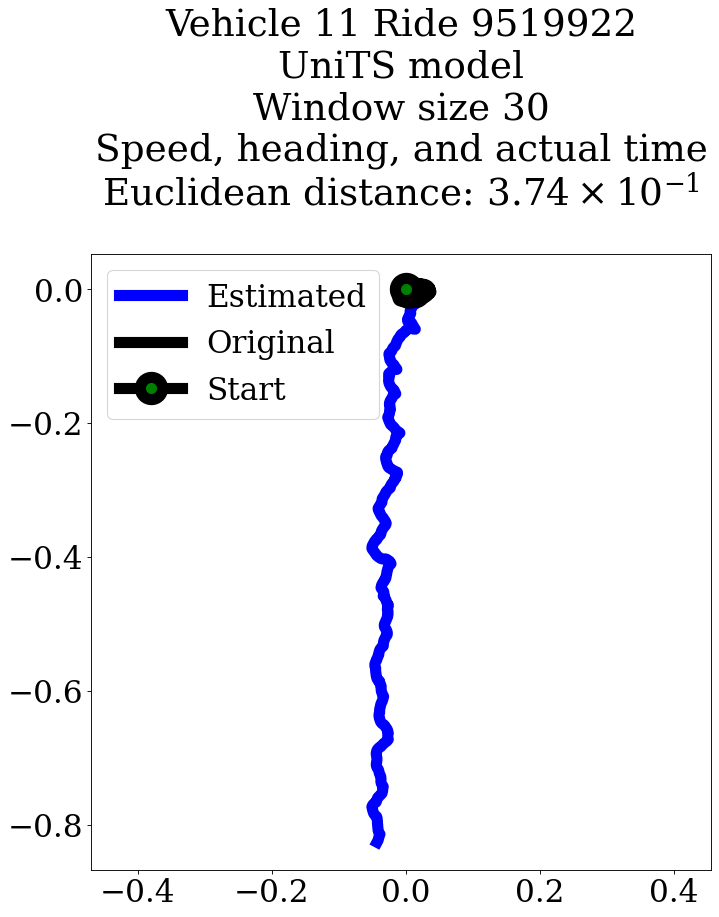 Vehicle 11 Ride 9519922
UniTS model
Window size 30
Speed, heading, and actual time
Euclidean distance: 3.74 × 10⁻¹
Estimated
Original
Start
0.0
−0.2
−0.4
−0.6
−0.8
−0.4 −0.2 0.0 0.2 0.4